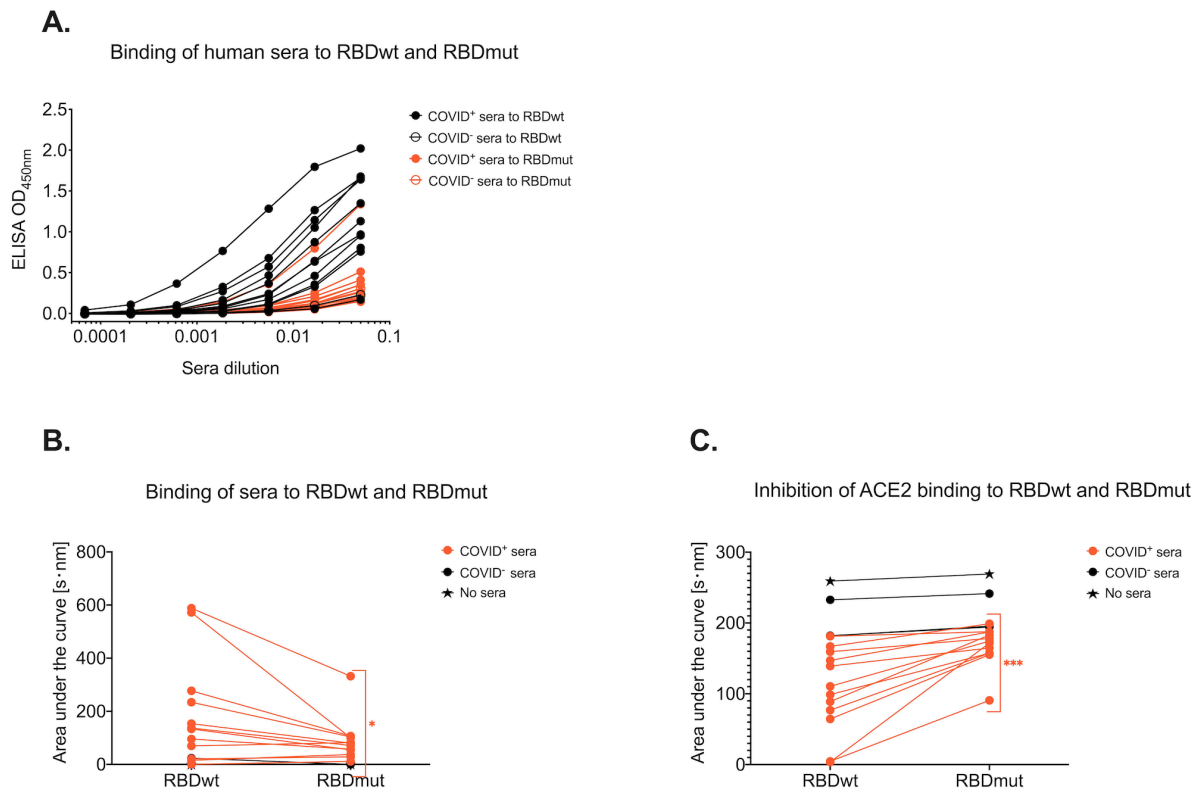 A.
Binding of human sera to RBDwt and RBDmut
ELISA OD450nm
2.5
2.0
1.5
1.0
0.5
0.0
0.0001
0.001
0.01
0.1
Sera dilution
COVID+ sera to RBDwt
COVID- sera to RBDwt
COVID+ sera to RBDmut
COVID- sera to RBDmut
B.
Binding of sera to RBDwt and RBDmut
Area under the curve [s·nm]
800
600
400
200
0
RBDwt
RBDmut
*
COVID+ sera
COVID- sera
No sera
C.
Inhibition of ACE2 binding to RBDwt and RBDmut
Area under the curve [s·nm]
300
200
100
0
RBDwt
RBDmut
***
COVID+ sera
COVID- sera
No sera